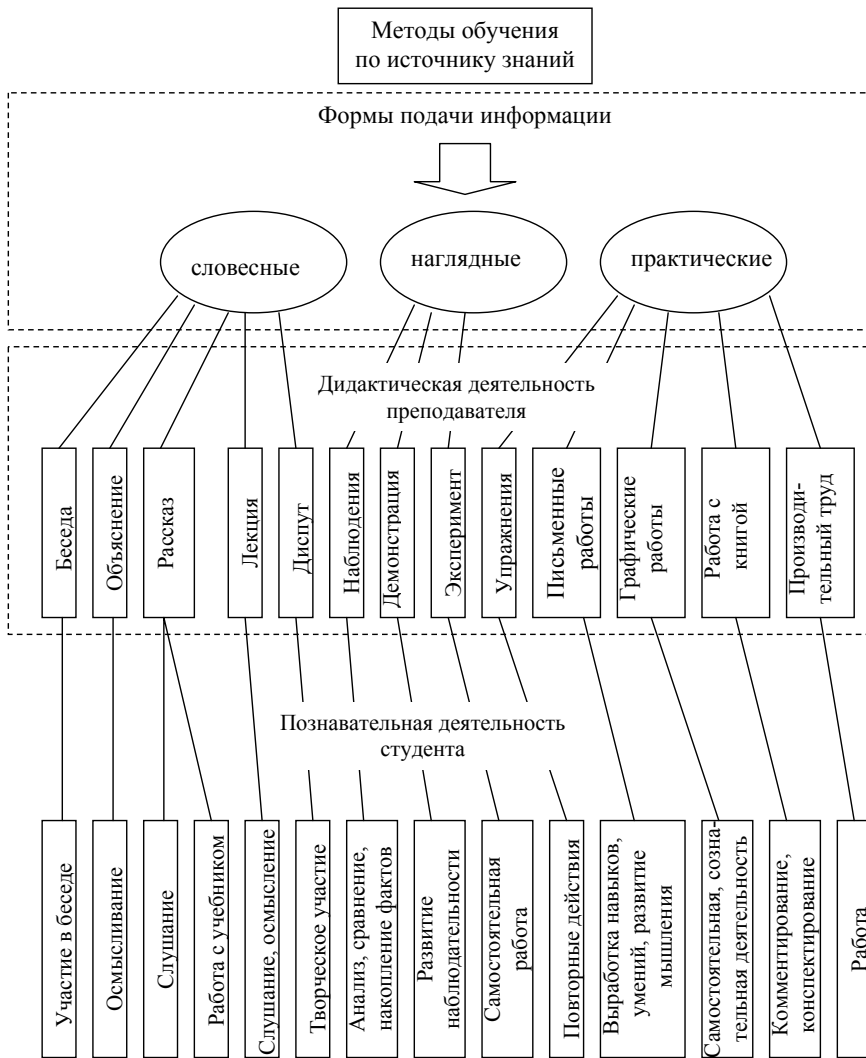 Методы обучения
по источнику знаний
Формы подачи информации
словесные
наглядные
практические
Дидактическая деятельность
преподавателя
Беседа
Объяснение
Рассказ
Лекция
Диспут
Наблюдения
Демонстрация
Эксперимент
Упражнения
Письменные
работы
Графические
работы
Работа с
книгой
Производи-
тельный труд
Познавательная деятельность
студента
Участие в беседе
Осмысливание
Слушание
Работа с учебником
Слушание, осмысление
Творческое участие
Анализ, сравнение,
накопление фактов
Развитие
наблюдательности
Самостоятельная
работа
Повторные действия
Выработка навыков,
умений, развитие
мышления
Самостоятельная, созна-
тельная деятельность
Комментирование,
конспектирование
Работа